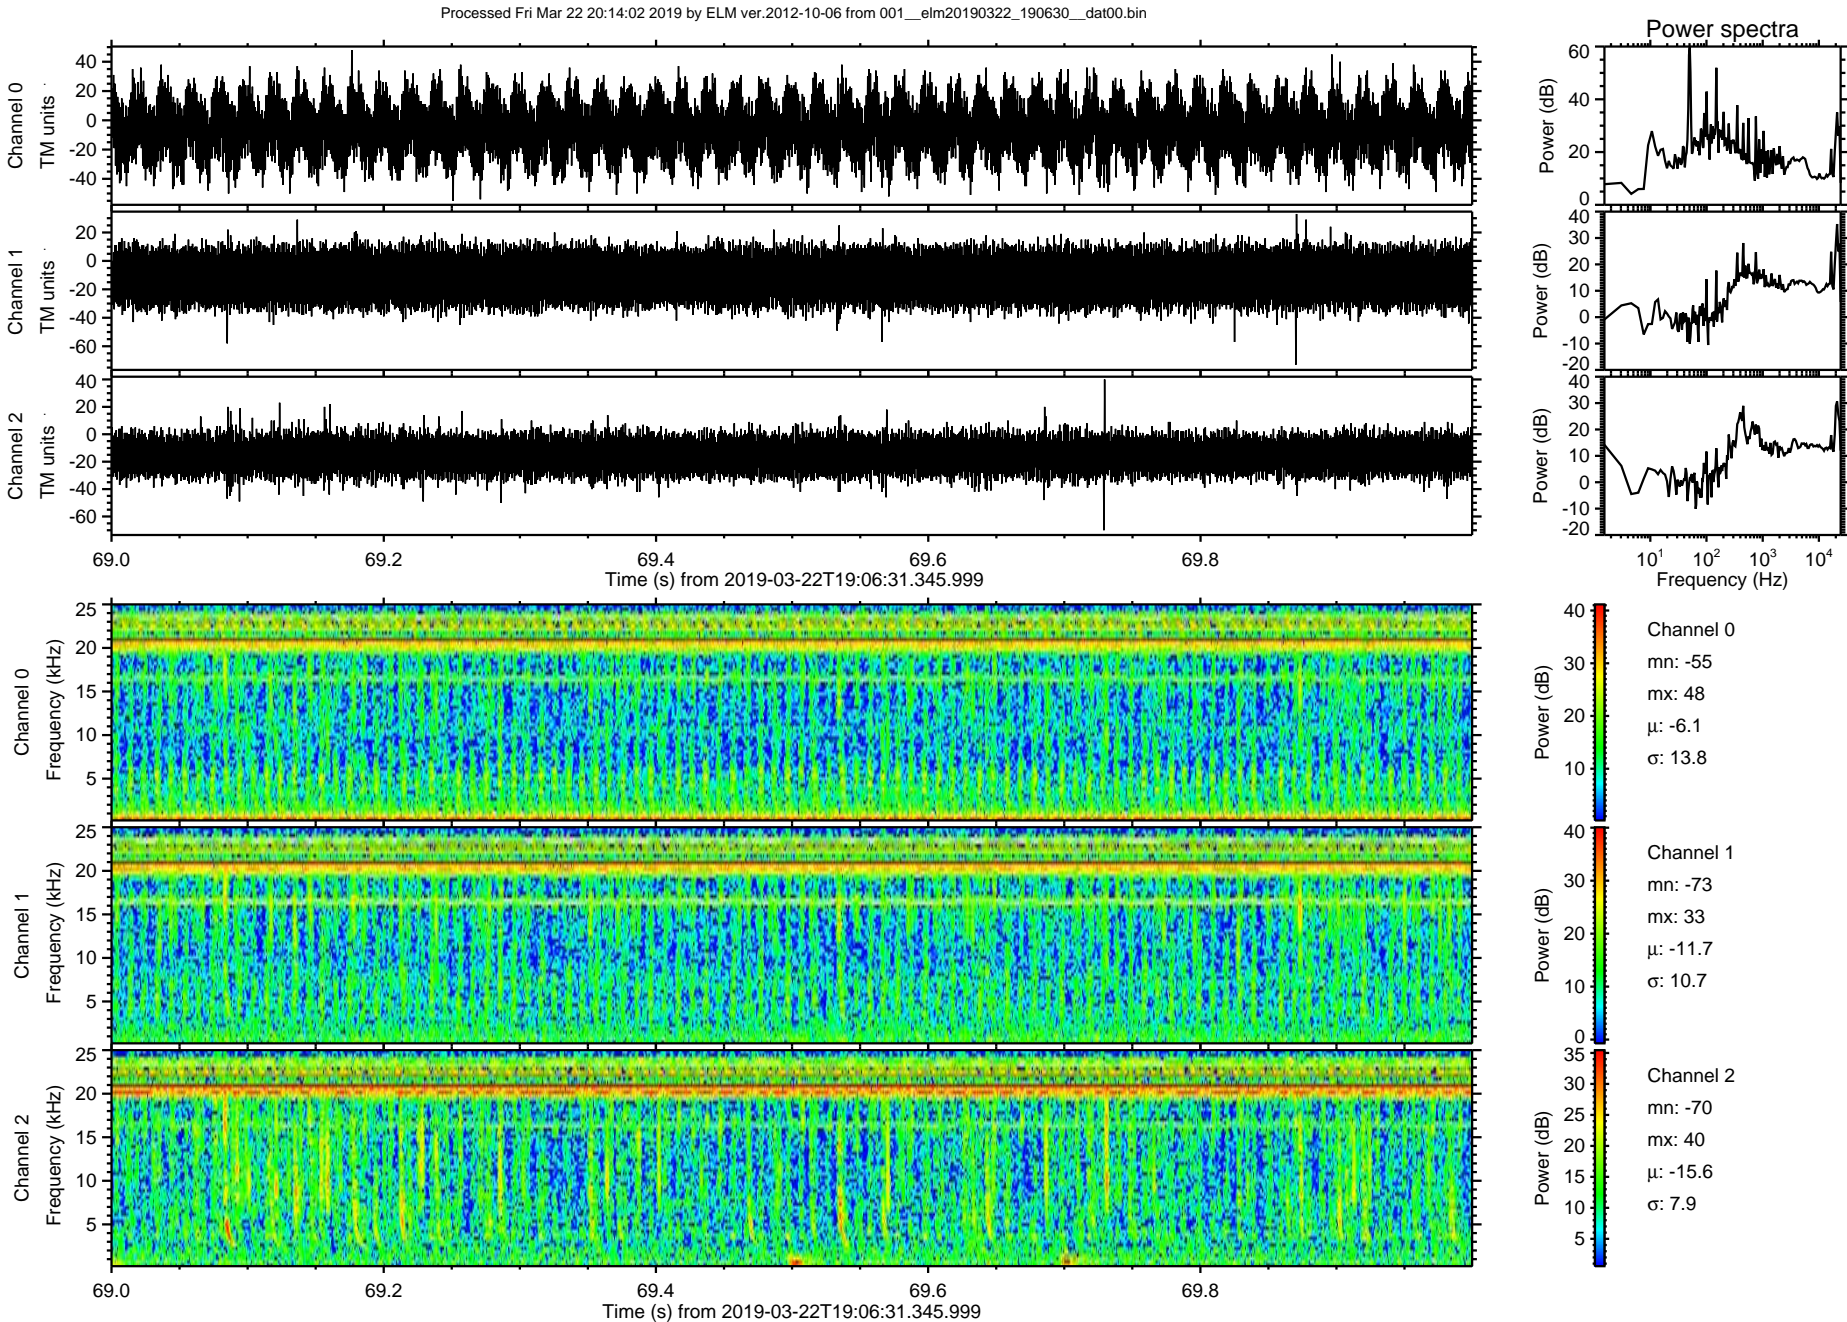 Processed Fri Mar 22 20:14:02 2019 by ELM ver.2012-10-06 from 001__elm20190322_190630__dat00.bin
Power spectra
Channel 0
TM units
40
20
0
-20
-40
Power (dB)
60
40
20
0
Channel 1
TM units
20
0
-20
-40
-60
Power (dB)
40
30
20
10
0
-10
-20
Channel 2
TM units
40
20
0
-20
-40
-60
Power (dB)
40
30
20
10
0
-10
-20
69.0 69.2 69.4 69.6 69.8
Time (s) from 2019-03-22T19:06:31.345.999
10¹ 10² 10³ 10⁴
Frequency (Hz)
Channel 0
Frequency (kHz)
25
20
15
10
5
Power (dB)
40
30
20
10
Channel 0
mn: -55
mx: 48
μ: -6.1
σ: 13.8
Channel 1
Frequency (kHz)
25
20
15
10
5
Power (dB)
40
30
20
10
0
Channel 1
mn: -73
mx: 33
μ: -11.7
σ: 10.7
Channel 2
Frequency (kHz)
25
20
15
10
5
Power (dB)
35
30
25
20
15
10
5
Channel 2
mn: -70
mx: 40
μ: -15.6
σ: 7.9
69.0 69.2 69.4 69.6 69.8
Time (s) from 2019-03-22T19:06:31.345.999